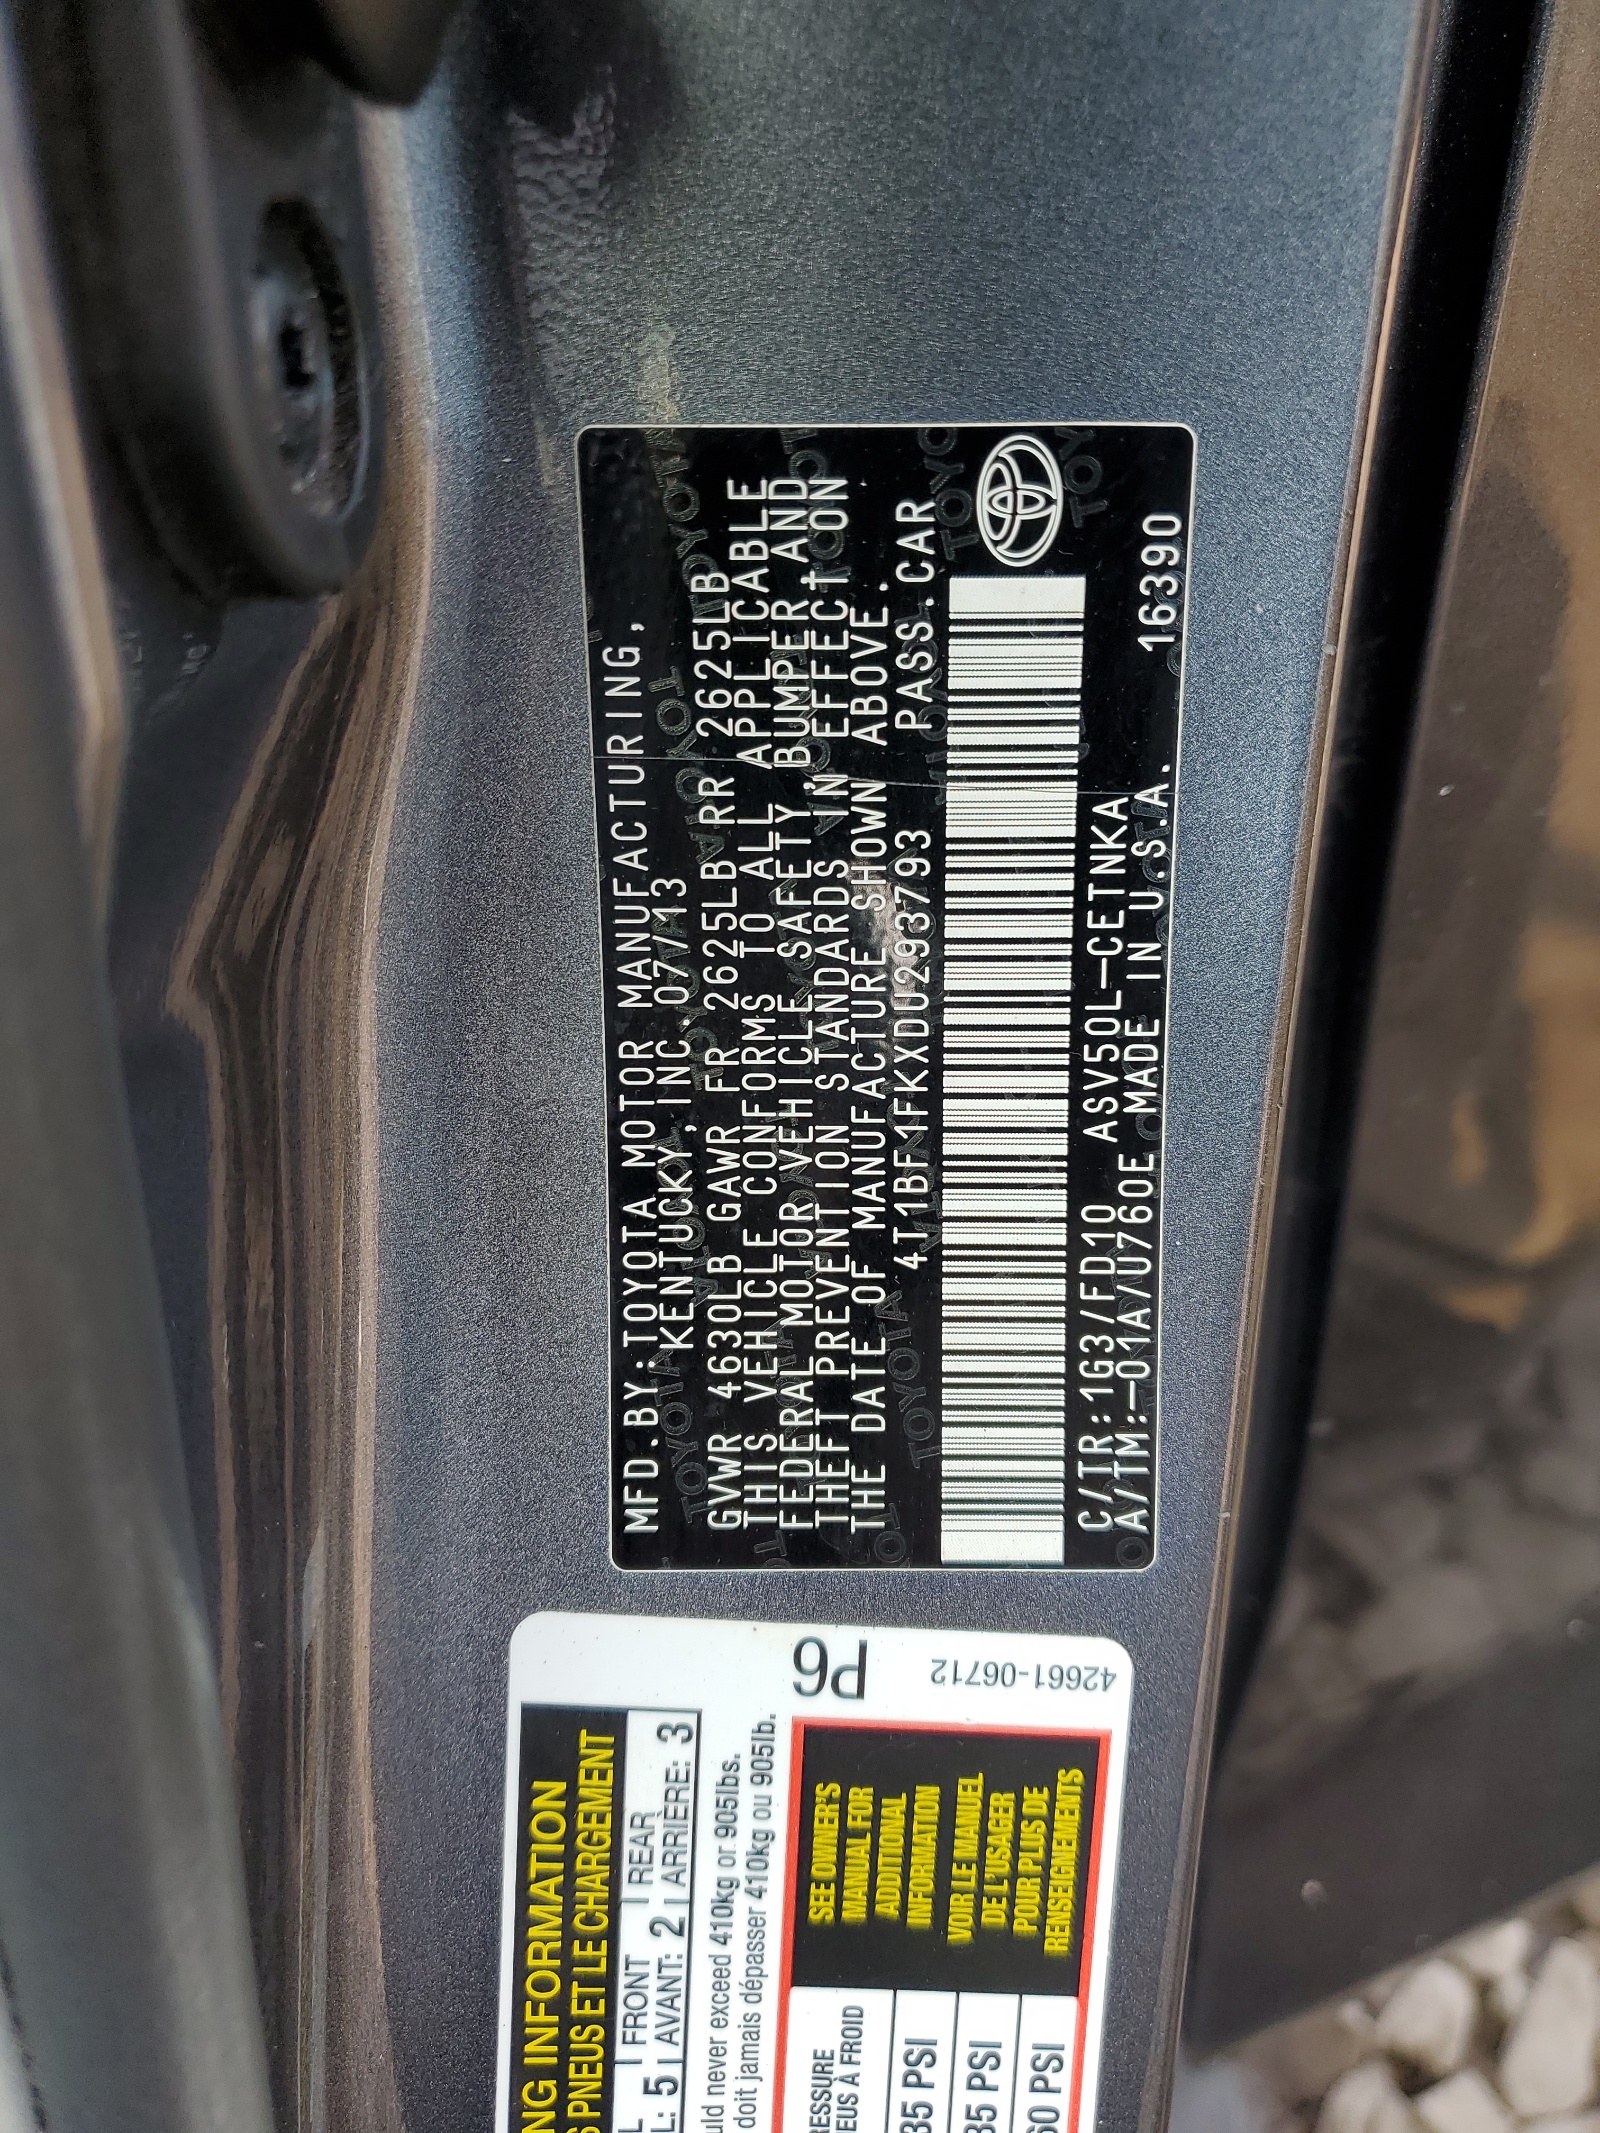 MFD.BY:TOYOTA MOTOR MANUFACTURING,
KENTUCKY,INC.07/13
GVWR 4630LB GAWR FR 2625LB RR 2625LB
THIS VEHICLE CONFORMS TO ALL APPLICABLE
FEDERAL MOTOR VEHICLE SAFETY, BUMPER, AND
THEFT PREVENTION STANDARDS IN EFFECT ON
THE DATE OF MANUFACTURE SHOWN ABOVE.
4T1BF1FKXDU293793 PASS.CAR
C/TR:1G3/FD10 ASV50L-CETNKA
A/TM:-01A/U760E MADE IN U.S.A. 16390
NG INFORMATION
S PNEUS ET LE CHARGEMENT
L FRONT REAR
L: 5 AVANT: 2 ARRIÈRE: 3
uld never exceed 410kg or 905lbs.
doit jamais dépasser 410kg ou 905lb.
RESSURE
EUS À FROID
35 PSI
35 PSI
60 PSI
SEE OWNER'S
MANUAL FOR
ADDITIONAL
INFORMATION
VOIR LE MANUEL
DE L'USAGER
POUR PLUS DE
RENSEIGNEMENTS
P6
42661-06712